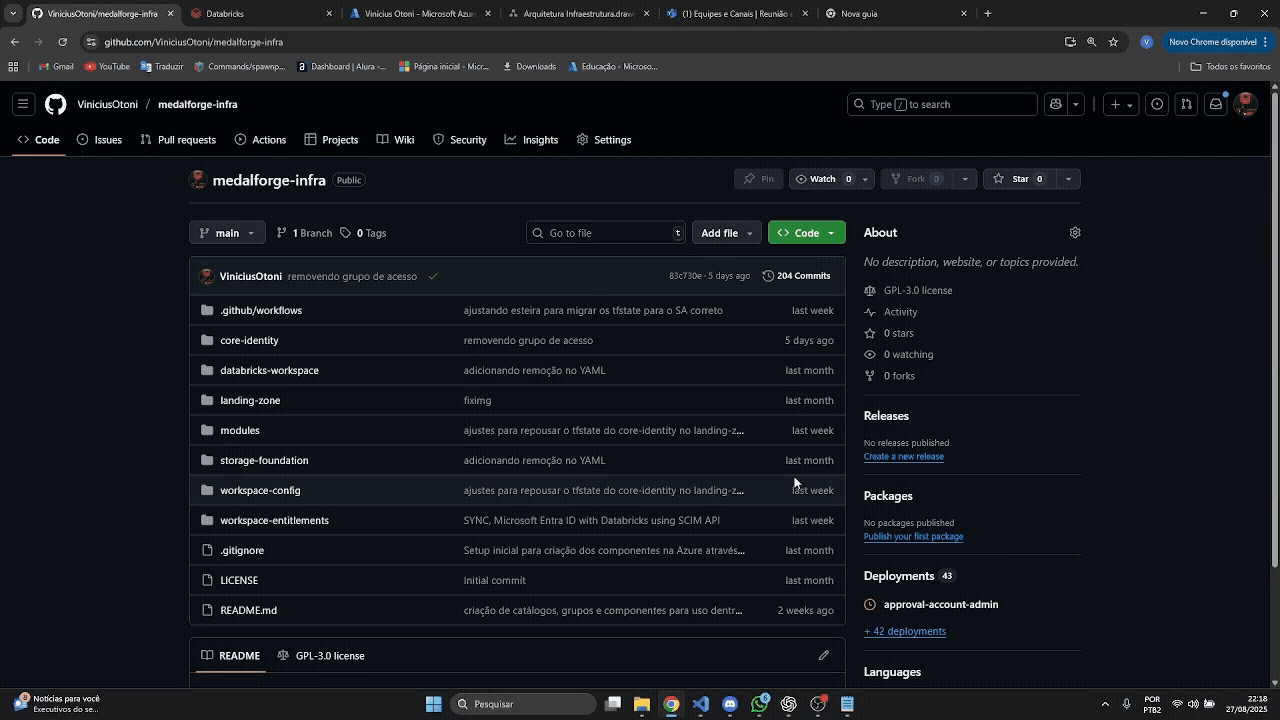 ViniciusOtoni/medalforge-infra
Databricks
Vinicius Otoni - Microsoft Azur
Arquitetura Infraestrutura.draw
(1) Equipes e Canais | Reunião
Nova guia
github.com/ViniciusOtoni/medalforge-infra
V
Novo Chrome disponível
Gmail
YouTube
Traduzir
Commands/spawnp...
Dashboard | Alura -...
Página inicial - Micr...
Downloads
Educação - Microso...
Todos os favoritos
ViniciusOtoni / medalforge-infra
Type / to search
Code
Issues
Pull requests
Actions
Projects
Wiki
Security
Insights
Settings
medalforge-infra Public
Pin
Watch 0
Fork 0
Star 0
main
1 Branch
0 Tags
Go to file t
Add file
Code
ViniciusOtoni removendo grupo de acesso 83c730e · 5 days ago 204 Commits
.github/workflows ajustando esteira para migrar os tfstate para o SA correto last week
core-identity removendo grupo de acesso 5 days ago
databricks-workspace adicionando remoção no YAML last month
landing-zone fiximg last month
modules ajustes para repousar o tfstate do core-identity no landing-z... last week
storage-foundation adicionando remoção no YAML last month
workspace-config ajustes para repousar o tfstate do core-identity no landing-z... last week
workspace-entitlements SYNC, Microsoft Entra ID with Databricks using SCIM API last week
.gitignore Setup inicial para criação dos componentes na Azure através... last month
LICENSE Initial commit last month
README.md criação de catálogos, grupos e componentes para uso dentr... 2 weeks ago
README
GPL-3.0 license
About
No description, website, or topics provided.
GPL-3.0 license
Activity
0 stars
0 watching
0 forks
Releases
No releases published
Create a new release
Packages
No packages published
Publish your first package
Deployments 43
approval-account-admin
+ 42 deployments
Languages
Notícias para você
Executivos do se...
Pesquisar
POR
PTB2
22:18
27/08/2025